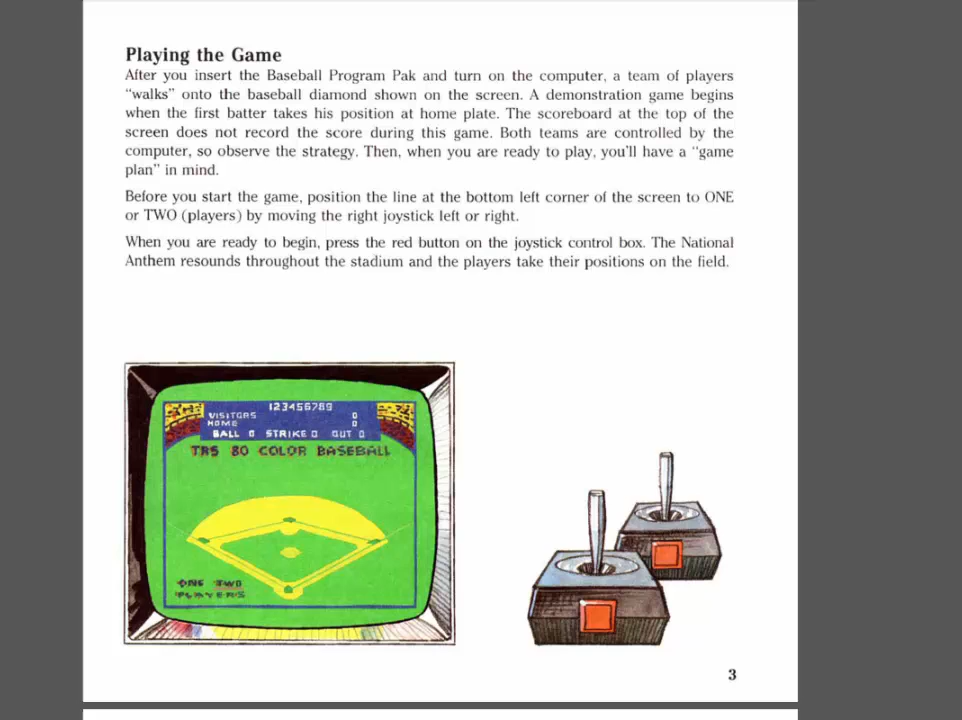 Playing the Game
After you insert the Baseball Program Pak and turn on the computer, a team of players
"walks" onto the baseball diamond shown on the screen. A demonstration game begins
when the first batter takes his position at home plate. The scoreboard at the top of the
screen does not record the score during this game. Both teams are controlled by the
computer, so observe the strategy. Then, when you are ready to play, you'll have a "game
plan" in mind.
Before you start the game, position the line at the bottom left corner of the screen to ONE
or TWO (players) by moving the right joystick left or right.
When you are ready to begin, press the red button on the joystick control box. The National
Anthem resounds throughout the stadium and the players take their positions on the field.
123456789
VISITORS 0
HOME 0
BALL 0 STRIKE 0 OUT 0
TRS 80 COLOR BASEBALL
ONE TWO
PLAYERS
3